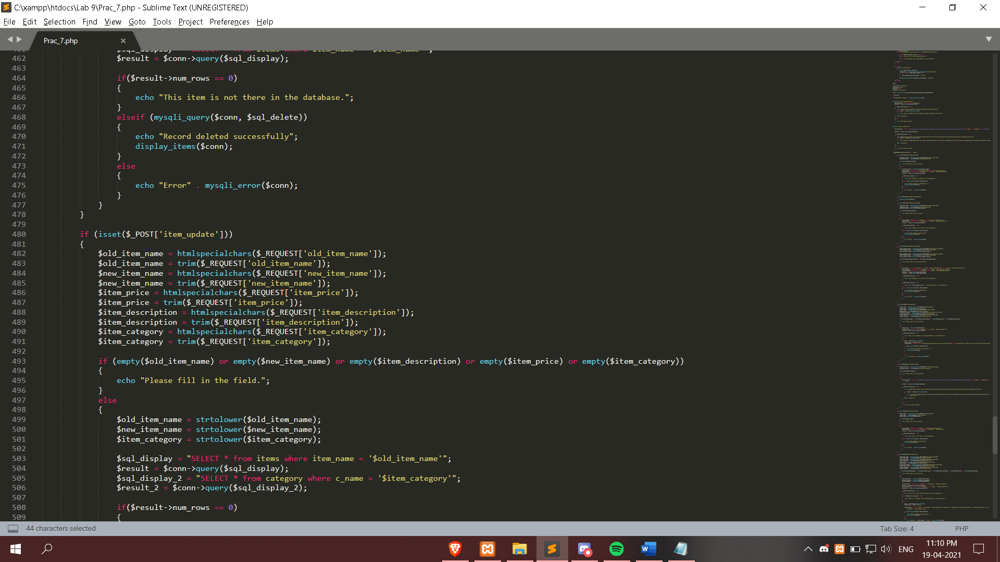 C:\xampp\htdocs\Lab 9\Prac_7.php - Sublime Text (UNREGISTERED)
File Edit Selection Find View Goto Tools Project Preferences Help
Prac_7.php
462 $result = $conn->query($sql_display);
463
464 if($result->num_rows == 0)
465 {
466 echo "This item is not there in the database.";
467 }
468 elseif (mysqli_query($conn, $sql_delete))
469 {
470 echo "Record deleted successfully";
471 display_items($conn);
472 }
473 else
474 {
475 echo "Error" . mysqli_error($conn);
476 }
477 }
478 }
479
480 if (isset($_POST['item_update']))
481 {
482 $old_item_name = htmlspecialchars($_REQUEST['old_item_name']);
483 $old_item_name = trim($_REQUEST['old_item_name']);
484 $new_item_name = htmlspecialchars($_REQUEST['new_item_name']);
485 $new_item_name = trim($_REQUEST['new_item_name']);
486 $item_price = htmlspecialchars($_REQUEST['item_price']);
487 $item_price = trim($_REQUEST['item_price']);
488 $item_description = htmlspecialchars($_REQUEST['item_description']);
489 $item_description = trim($_REQUEST['item_description']);
490 $item_category = htmlspecialchars($_REQUEST['item_category']);
491 $item_category = trim($_REQUEST['item_category']);
492
493 if (empty($old_item_name) or empty($new_item_name) or empty($item_description) or empty($item_price) or empty($item_category))
494 {
495 echo "Please fill in the field.";
496 }
497 else
498 {
499 $old_item_name = strtolower($old_item_name);
500 $new_item_name = strtolower($new_item_name);
501 $item_category = strtolower($item_category);
502
503 $sql_display = "SELECT * from items where item_name = '$old_item_name'";
504 $result = $conn->query($sql_display);
505 $sql_display_2 = "SELECT * from category where c_name = '$item_category'";
506 $result_2 = $conn->query($sql_display_2);
507
508 if($result->num_rows == 0)
509 {
44 characters selected
Tab Size: 4
PHP
ENG
11:10 PM
19-04-2021